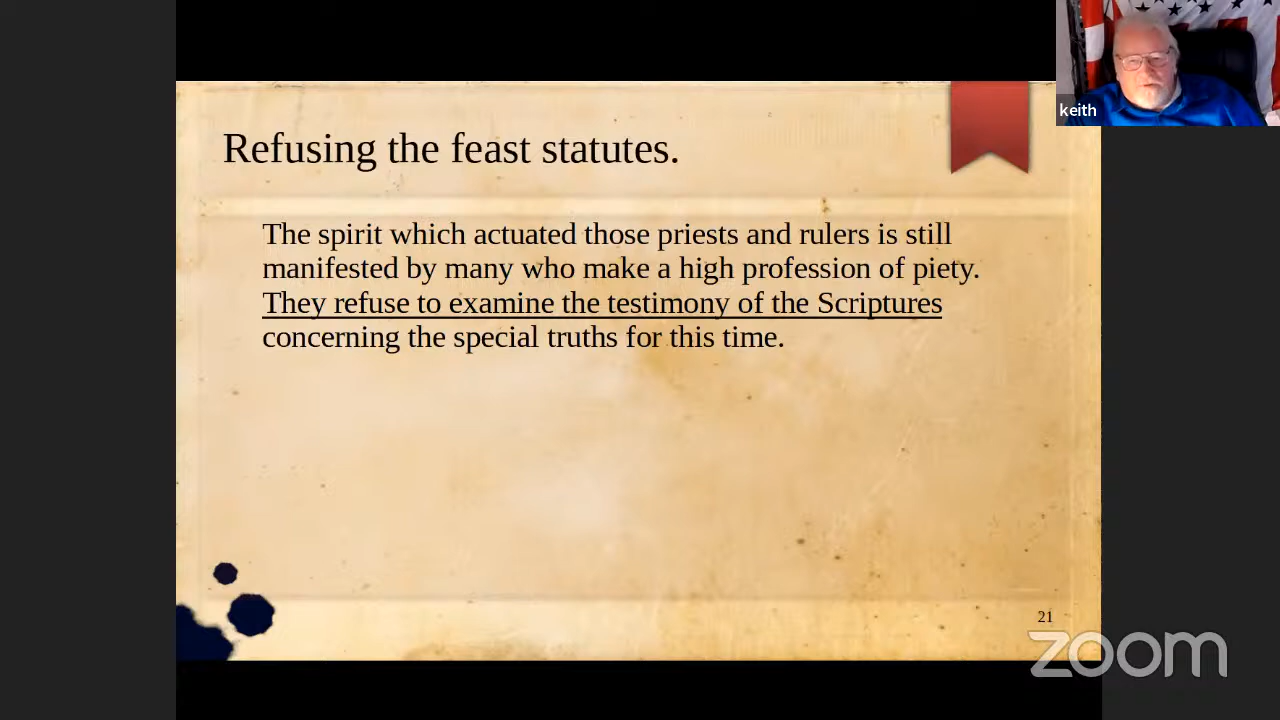 keith
Refusing the feast statutes.
The spirit which actuated those priests and rulers is still
manifested by many who make a high profession of piety.
They refuse to examine the testimony of the Scriptures
concerning the special truths for this time.
21
zoom